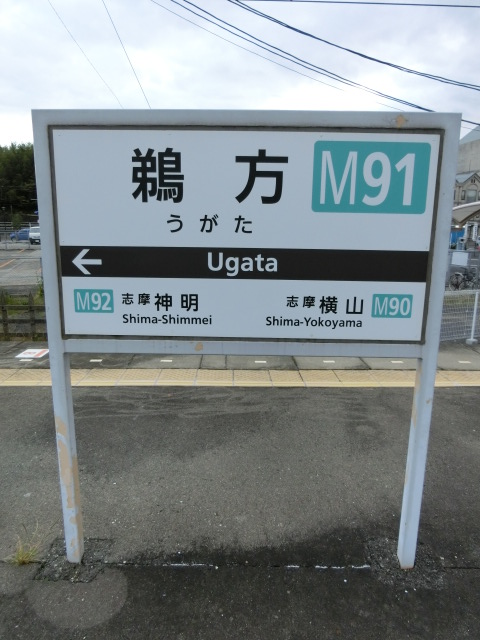 鵜方 M91
うがた
← Ugata
M92 志摩神明 志摩横山 M90
Shima-Shimmei Shima-Yokoyama